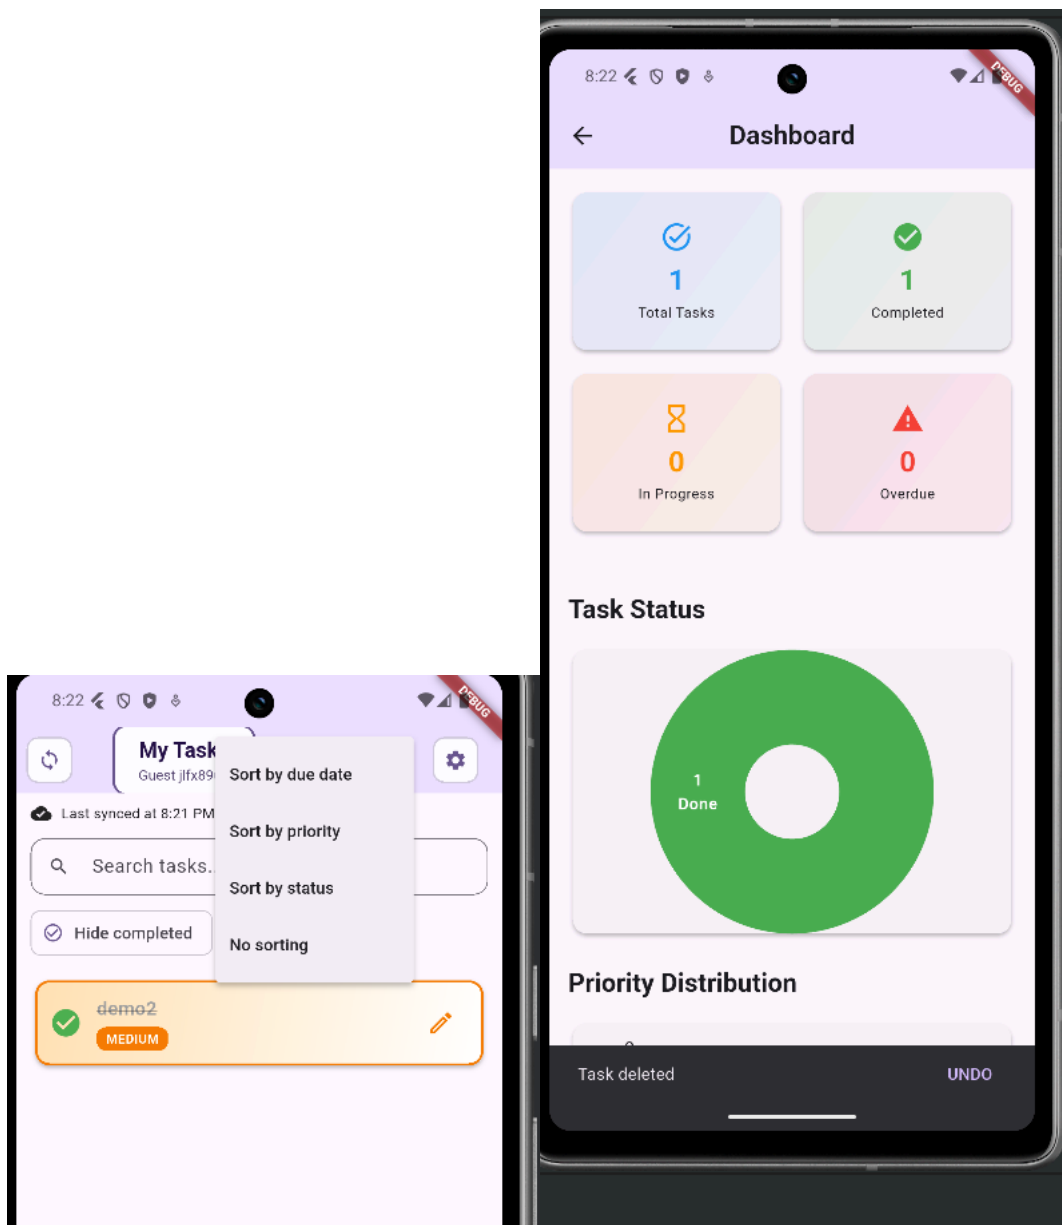 8:22
DEBUG
My Task
Guest jlfx89
Last synced at 8:21 PM
Search tasks..
Hide completed
Sort by due date
Sort by priority
Sort by status
No sorting
demo2
MEDIUM
8:22
DEBUG
Dashboard
1
Total Tasks
1
Completed
0
In Progress
0
Overdue
Task Status
1
Done
Priority Distribution
Task deleted
UNDO